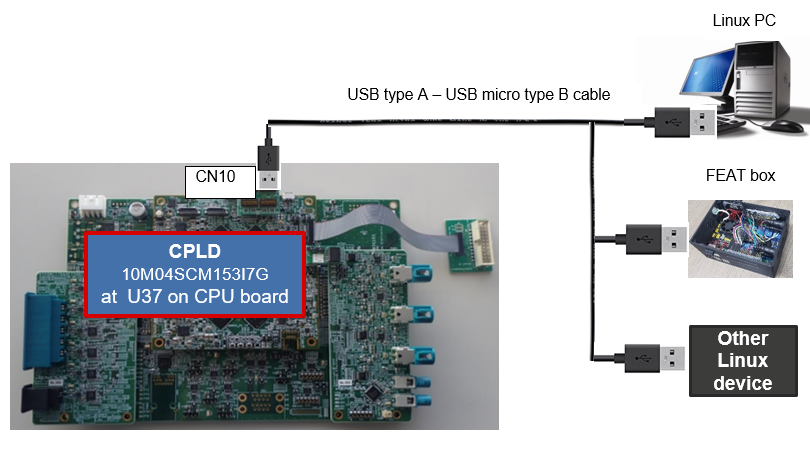 Linux PC
USB type A – USB micro type B cable
CN10
FEAT box
CPLD
10M04SCM153I7G
at U37 on CPU board
Other
Linux
device